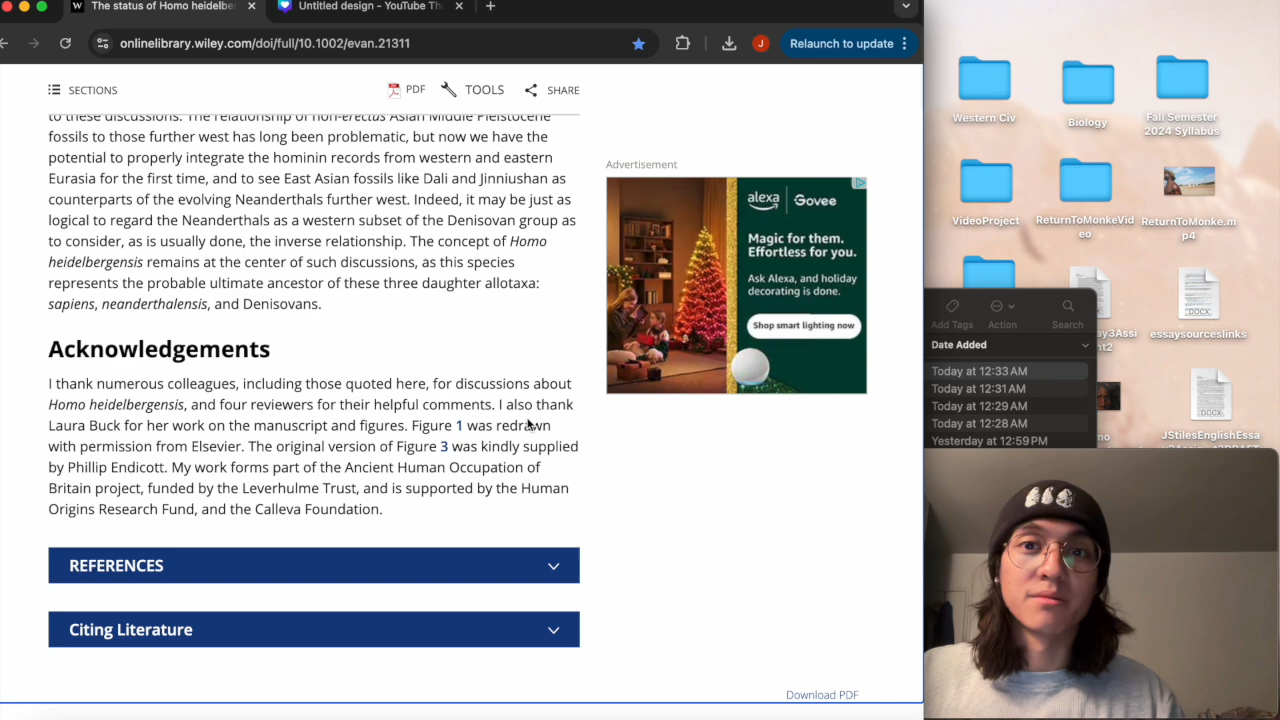 The status of Homo heidelbe
Untitled design - YouTube Th
onlinelibrary.wiley.com/doi/full/10.1002/evan.21311
J
Relaunch to update
SECTIONS
PDF
TOOLS
SHARE
to these discussions. The relationship of non-erectus Asian Middle Pleistocene
fossils to those further west has long been problematic, but now we have the
potential to properly integrate the hominin records from western and eastern
Eurasia for the first time, and to see East Asian fossils like Dali and Jinniushan as
counterparts of the evolving Neanderthals further west. Indeed, it may be just as
logical to regard the Neanderthals as a western subset of the Denisovan group as
to consider, as is usually done, the inverse relationship. The concept of Homo
heidelbergensis remains at the center of such discussions, as this species
represents the probable ultimate ancestor of these three daughter allotaxa:
sapiens, neanderthalensis, and Denisovans.
Acknowledgements
I thank numerous colleagues, including those quoted here, for discussions about
Homo heidelbergensis, and four reviewers for their helpful comments. I also thank
Laura Buck for her work on the manuscript and figures. Figure 1 was redrawn
with permission from Elsevier. The original version of Figure 3 was kindly supplied
by Phillip Endicott. My work forms part of the Ancient Human Occupation of
Britain project, funded by the Leverhulme Trust, and is supported by the Human
Origins Research Fund, and the Calleva Foundation.
REFERENCES
Citing Literature
Download PDF
Advertisement
alexa
Govee
Magic for them.
Effortless for you.
Ask Alexa, and holiday
decorating is done.
Shop smart lighting now
Western Civ
Biology
Fall Semester
2024 Syllabus
VideoProject
ReturnToMonkeVid
eo
ReturnToMonke.m
p4
DOCX
essaysourceslinks
Add Tags
Action
Search
Date Added
Today at 12:33 AM
Today at 12:31 AM
Today at 12:29 AM
Today at 12:28 AM
Yesterday at 12:59 PM
DOCX
JStilesEnglishEssa